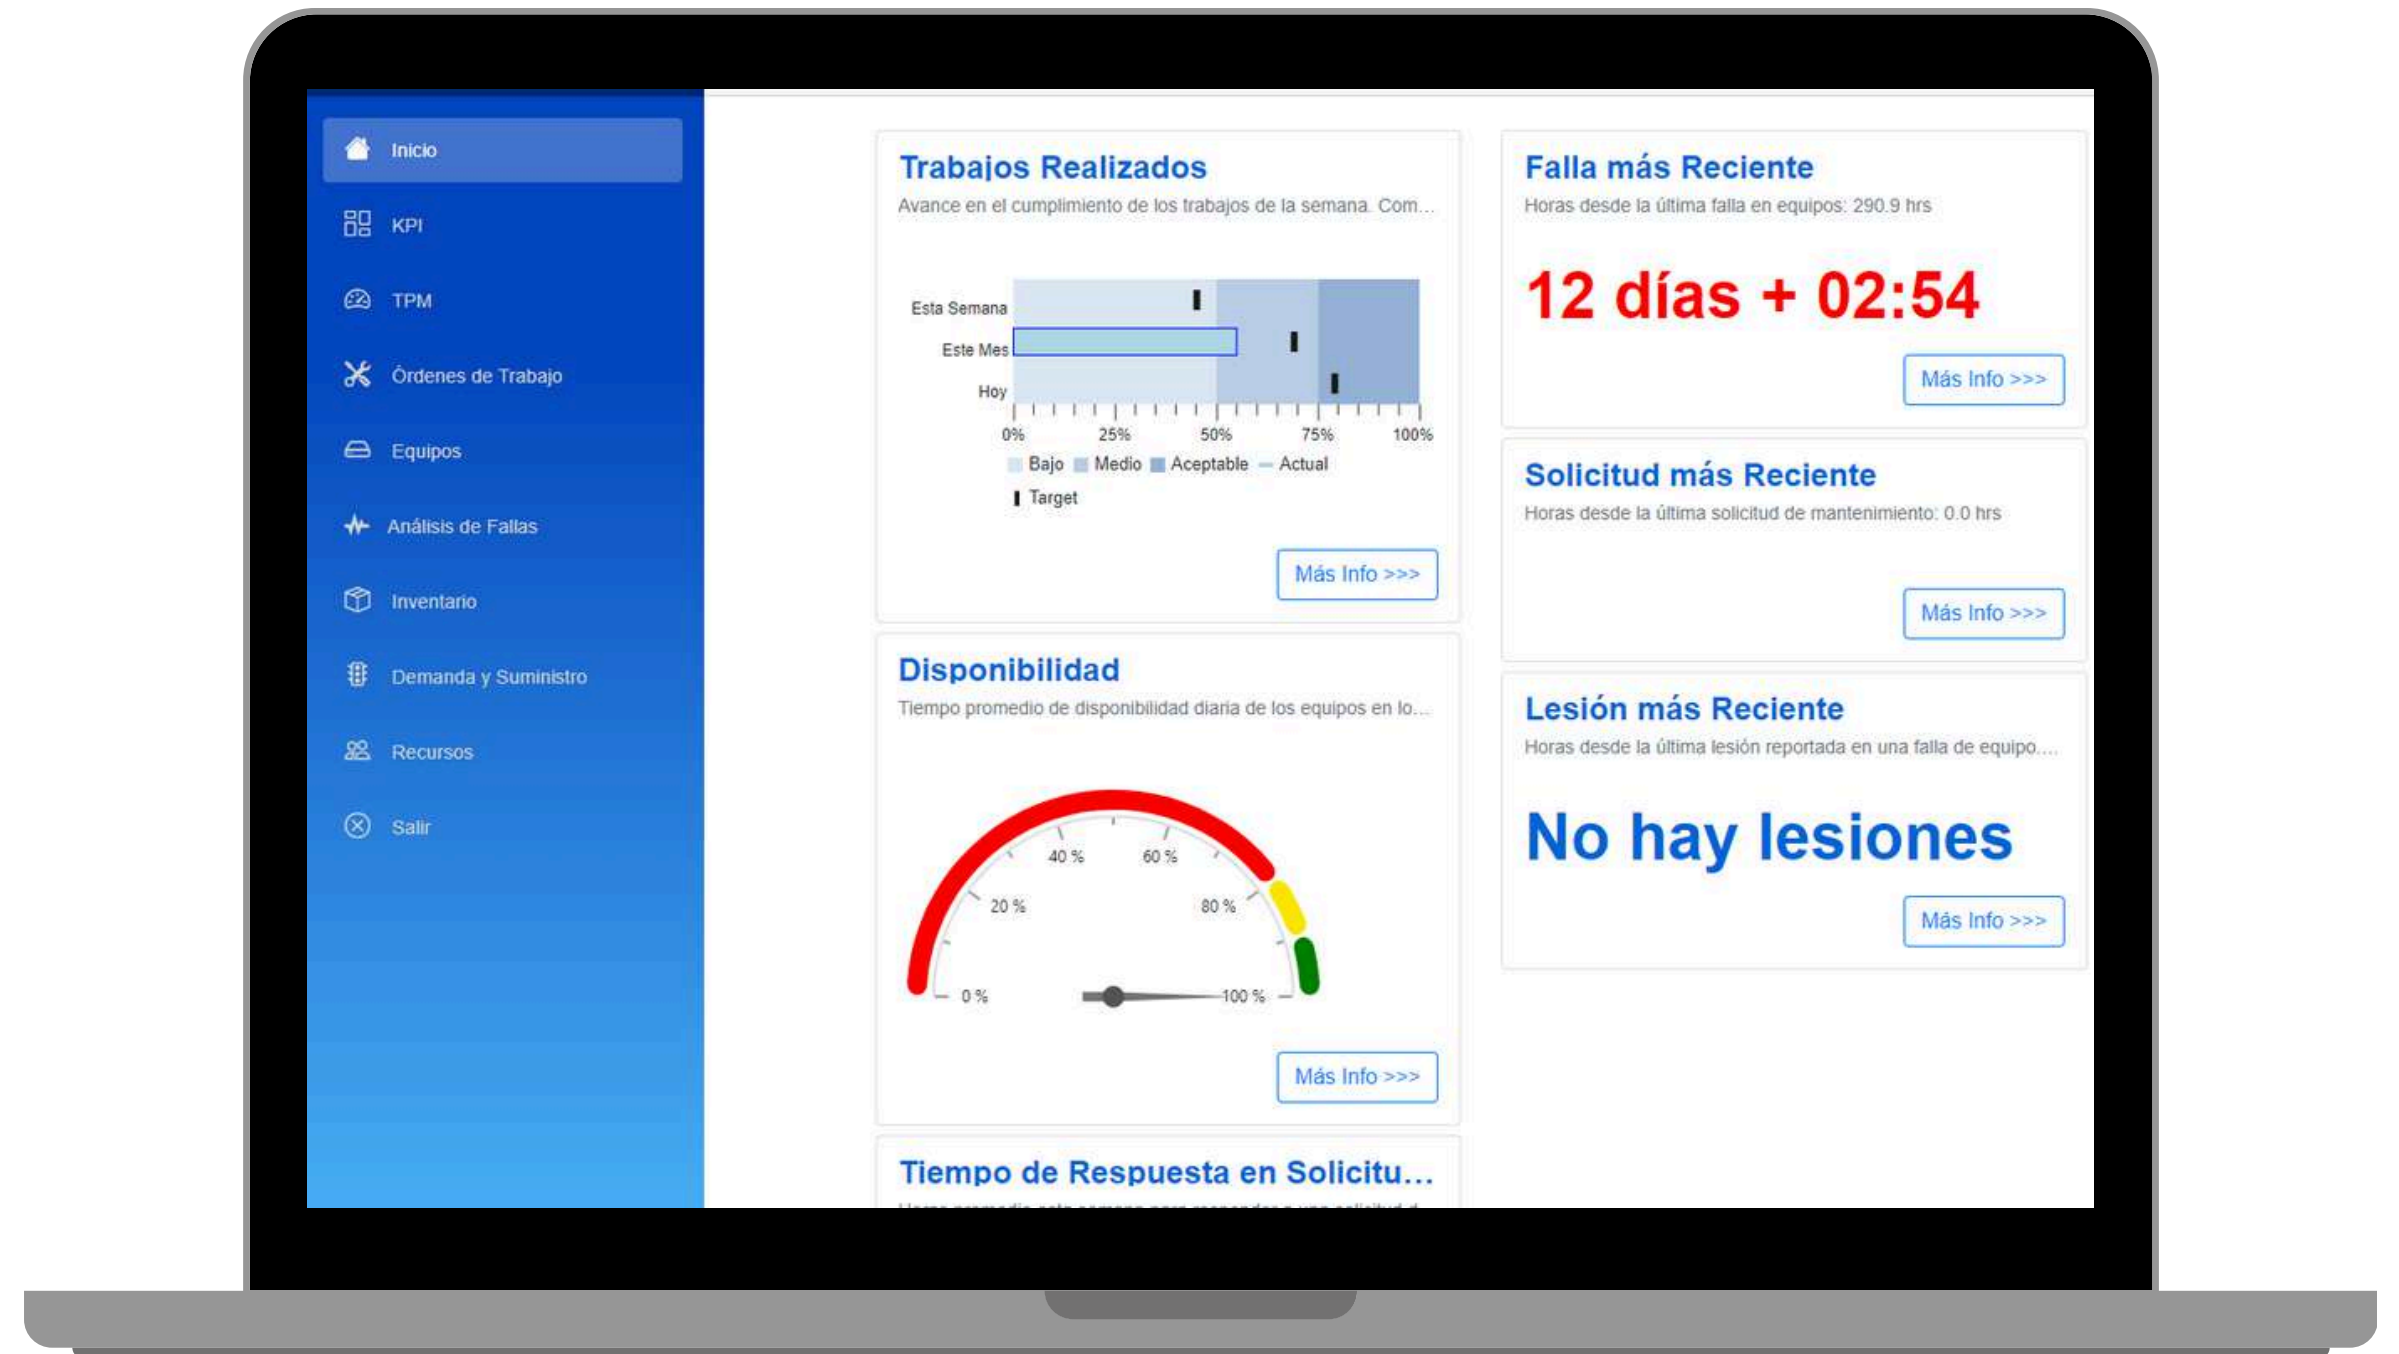 Inicio
KPI
TPM
Órdenes de Trabajo
Equipos
Análisis de Fallas
Inventario
Demanda y Suministro
Recursos
Salir
Trabajos Realizados
Avance en el cumplimiento de los trabajos de la semana. Com...
Esta Semana
Este Mes
Hoy
0% 25% 50% 75% 100%
Bajo Medio Aceptable Actual
Target
Más Info >>>
Disponibilidad
Tiempo promedio de disponibilidad diaria de los equipos en lo...
0 % 20 % 40 % 60 % 80 % 100 %
Más Info >>>
Tiempo de Respuesta en Solicitu...
Falla más Reciente
Horas desde la última falla en equipos: 290.9 hrs
12 días + 02:54
Más Info >>>
Solicitud más Reciente
Horas desde la última solicitud de mantenimiento: 0.0 hrs
Más Info >>>
Lesión más Reciente
Horas desde la última lesión reportada en una falla de equipo....
No hay lesiones
Más Info >>>